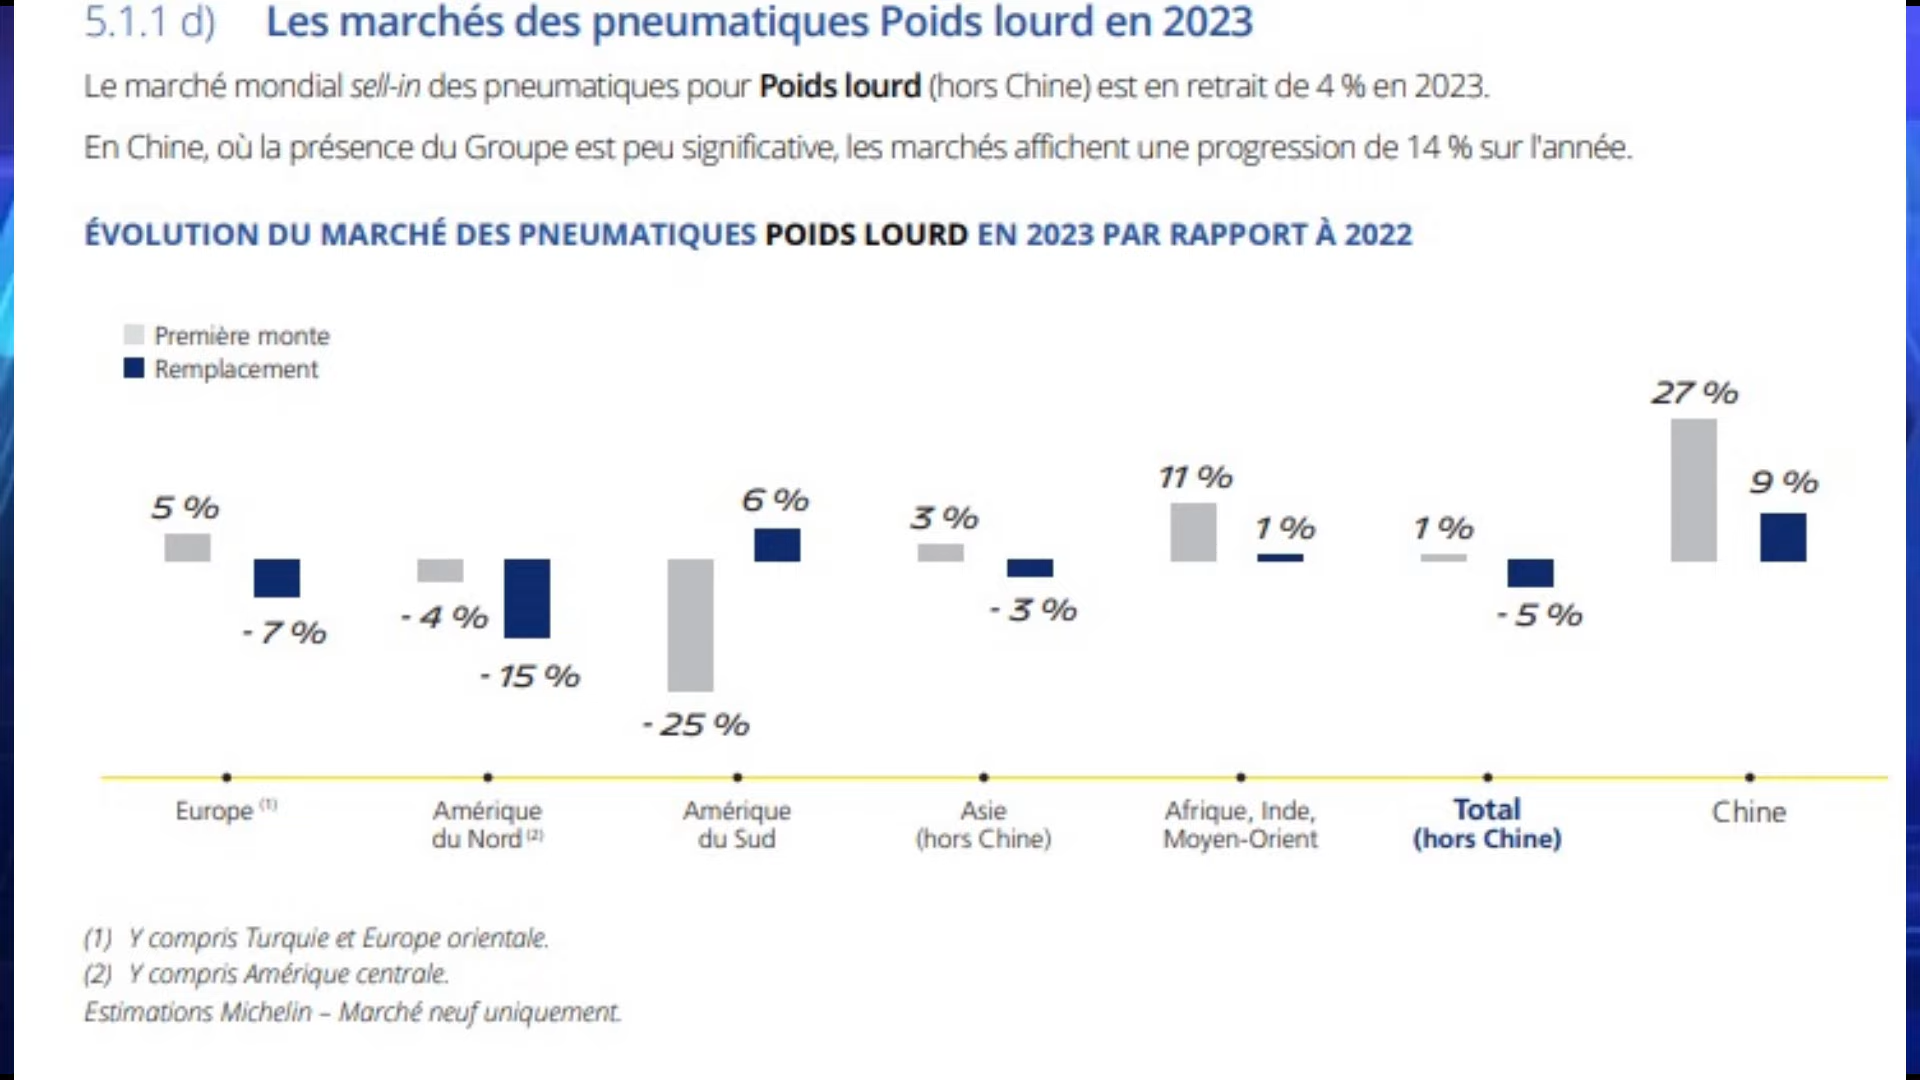 5.1.1 d) Les marchés des pneumatiques Poids lourd en 2023
Le marché mondial sell-in des pneumatiques pour Poids lourd (hors Chine) est en retrait de 4 % en 2023.
En Chine, où la présence du Groupe est peu significative, les marchés affichent une progression de 14 % sur l'année.
ÉVOLUTION DU MARCHÉ DES PNEUMATIQUES POIDS LOURD EN 2023 PAR RAPPORT À 2022
Première monte
Remplacement
5 %
- 7 %
- 4 %
- 15 %
- 25 %
6 %
3 %
- 3 %
11 %
1 %
1 %
- 5 %
27 %
9 %
Europe (1)
Amérique
du Nord (2)
Amérique
du Sud
Asie
(hors Chine)
Afrique, Inde,
Moyen-Orient
Total
(hors Chine)
Chine
(1) Y compris Turquie et Europe orientale.
(2) Y compris Amérique centrale.
Estimations Michelin – Marché neuf uniquement.